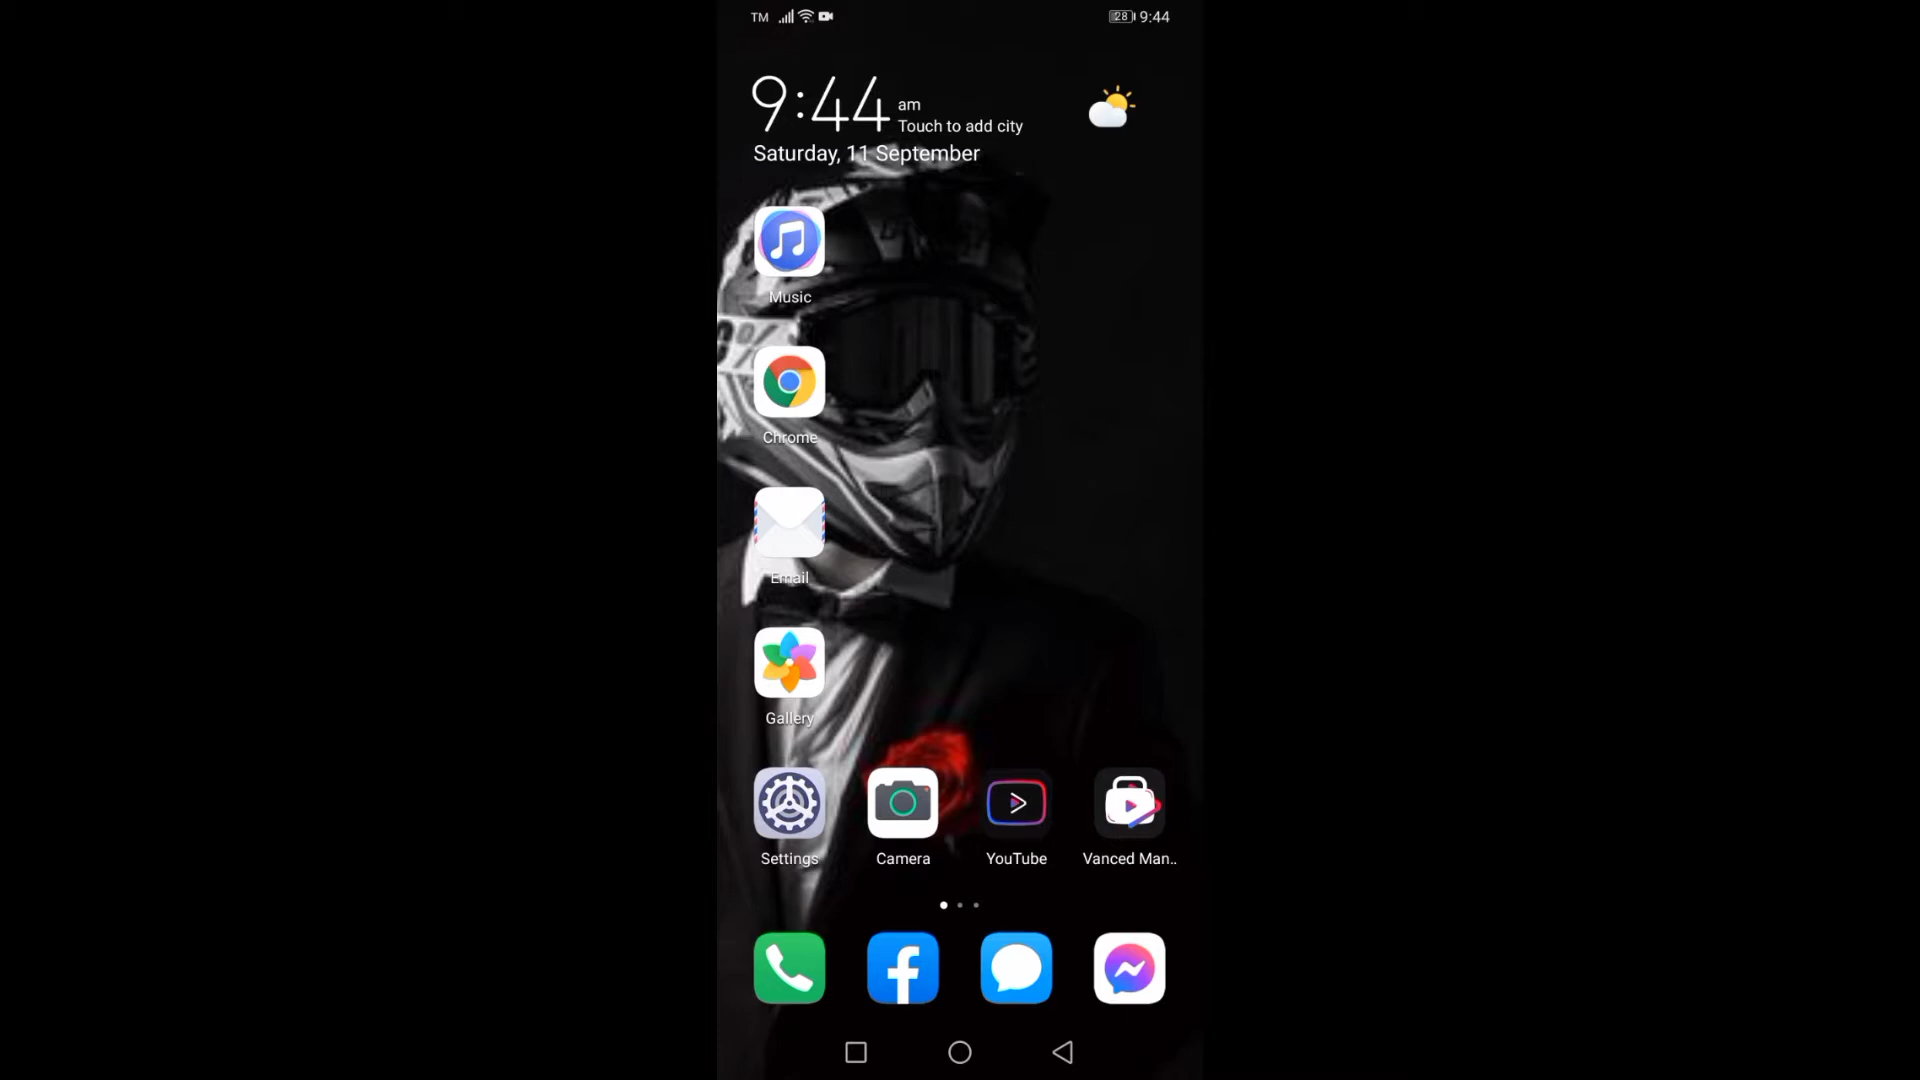 TM
28 9:44
9:44 am
Touch to add city
Saturday, 11 September
Music
Chrome
Email
Gallery
Settings
Camera
YouTube
Vanced Man..